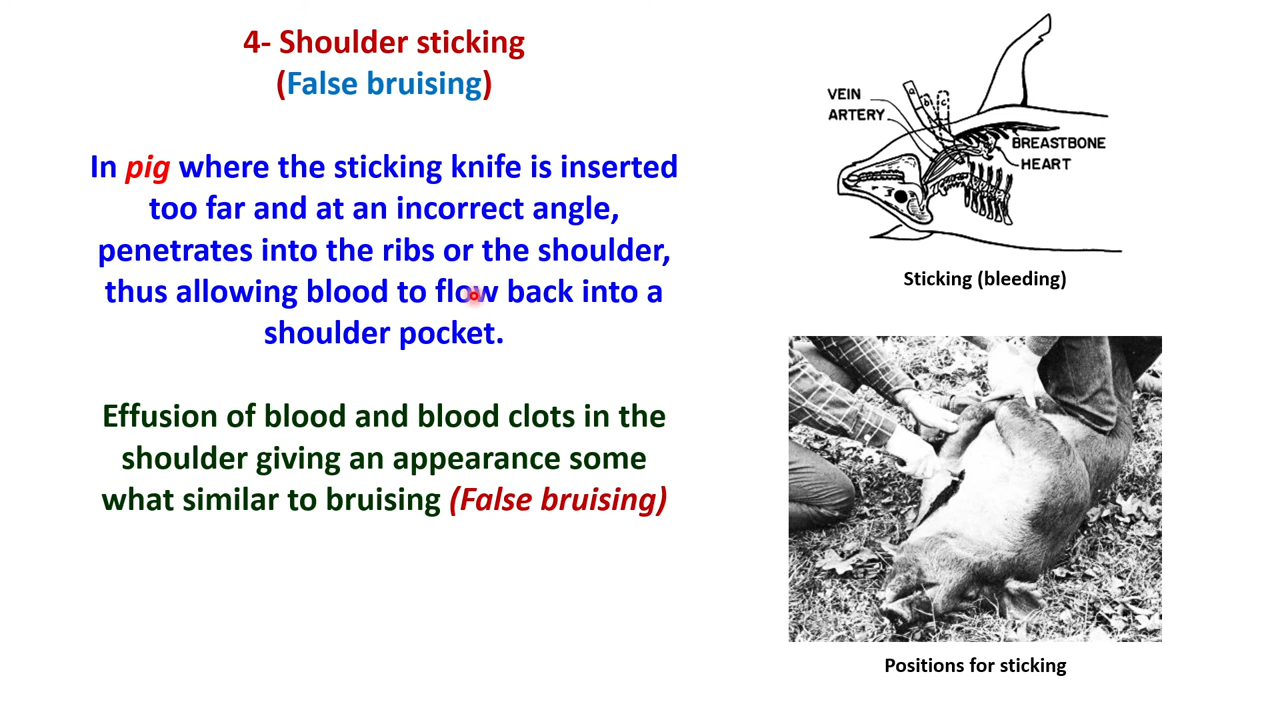 4- Shoulder sticking
(False bruising)
In pig where the sticking knife is inserted
too far and at an incorrect angle,
penetrates into the ribs or the shoulder,
thus allowing blood to flow back into a
shoulder pocket.
Effusion of blood and blood clots in the
shoulder giving an appearance some
what similar to bruising (False bruising)
VEIN
ARTERY
a
b
c
BREASTBONE
HEART
Sticking (bleeding)
Positions for sticking